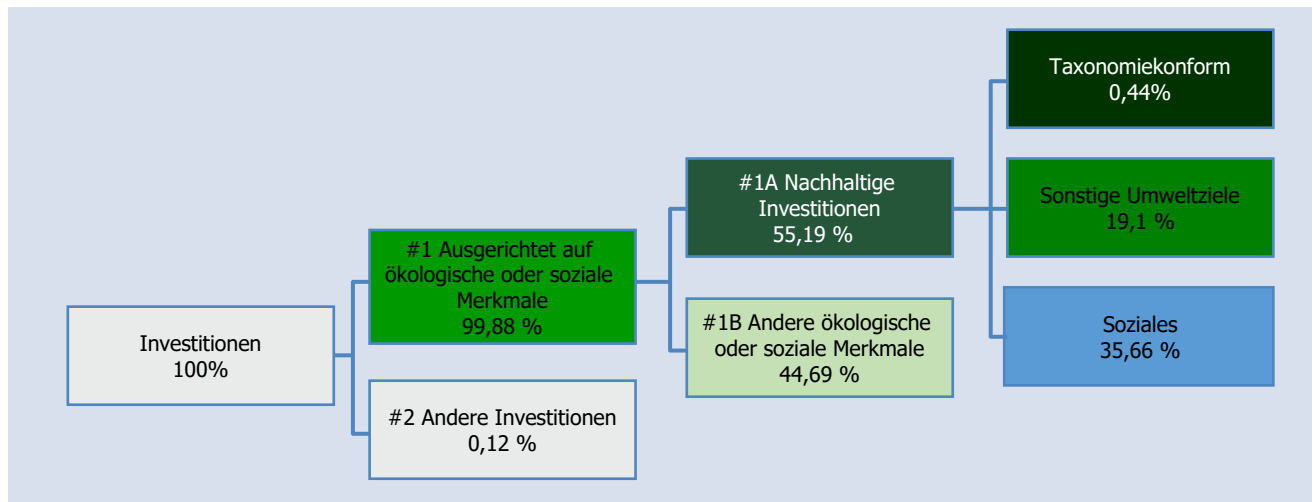 Investitionen
100%
#1 Ausgerichtet auf
ökologische oder soziale
Merkmale
99,88 %
#2 Andere Investitionen
0,12 %
#1A Nachhaltige
Investitionen
55,19 %
#1B Andere ökologische
oder soziale Merkmale
44,69 %
Taxonomiekonform
0,44%
Sonstige Umweltziele
19,1 %
Soziales
35,66 %